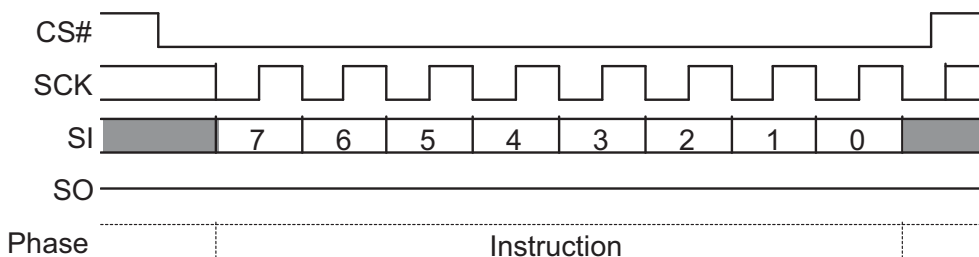 CS#
SCK
SI 7 6 5 4 3 2 1 0
SO
Phase Instruction